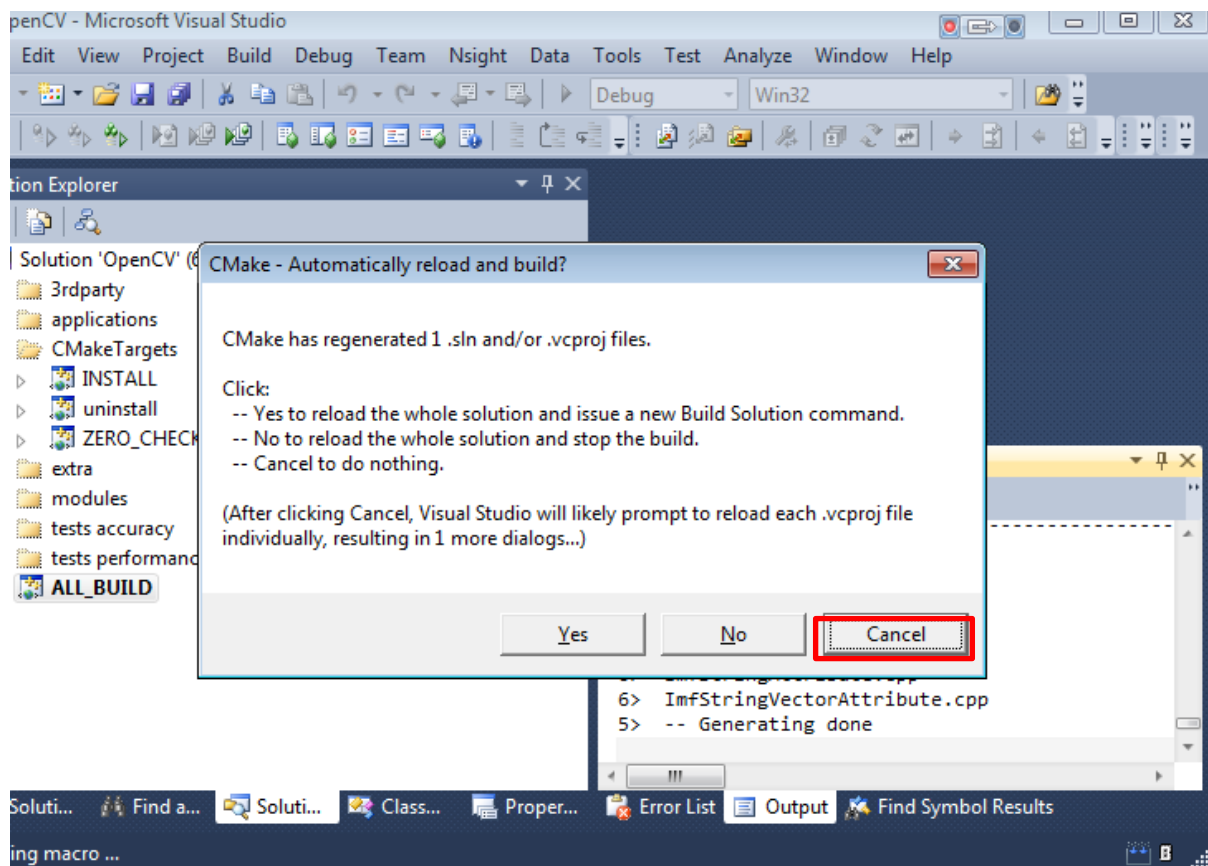 penCV - Microsoft Visual Studio
Edit View Project Build Debug Team Nsight Data Tools Test Analyze Window Help
Debug Win32
tion Explorer
Solution 'OpenCV' (6
3rdparty
applications
CMakeTargets
INSTALL
uninstall
ZERO_CHECK
extra
modules
tests accuracy
tests performanc
ALL_BUILD
CMake - Automatically reload and build?
CMake has regenerated 1 .sln and/or .vcproj files.
Click:
-- Yes to reload the whole solution and issue a new Build Solution command.
-- No to reload the whole solution and stop the build.
-- Cancel to do nothing.
(After clicking Cancel, Visual Studio will likely prompt to reload each .vcproj file
individually, resulting in 1 more dialogs...)
Yes No Cancel
6> ImfStringVectorAttribute.cpp
5> -- Generating done
Soluti... Find a... Soluti... Class... Proper... Error List Output Find Symbol Results
ing macro ...